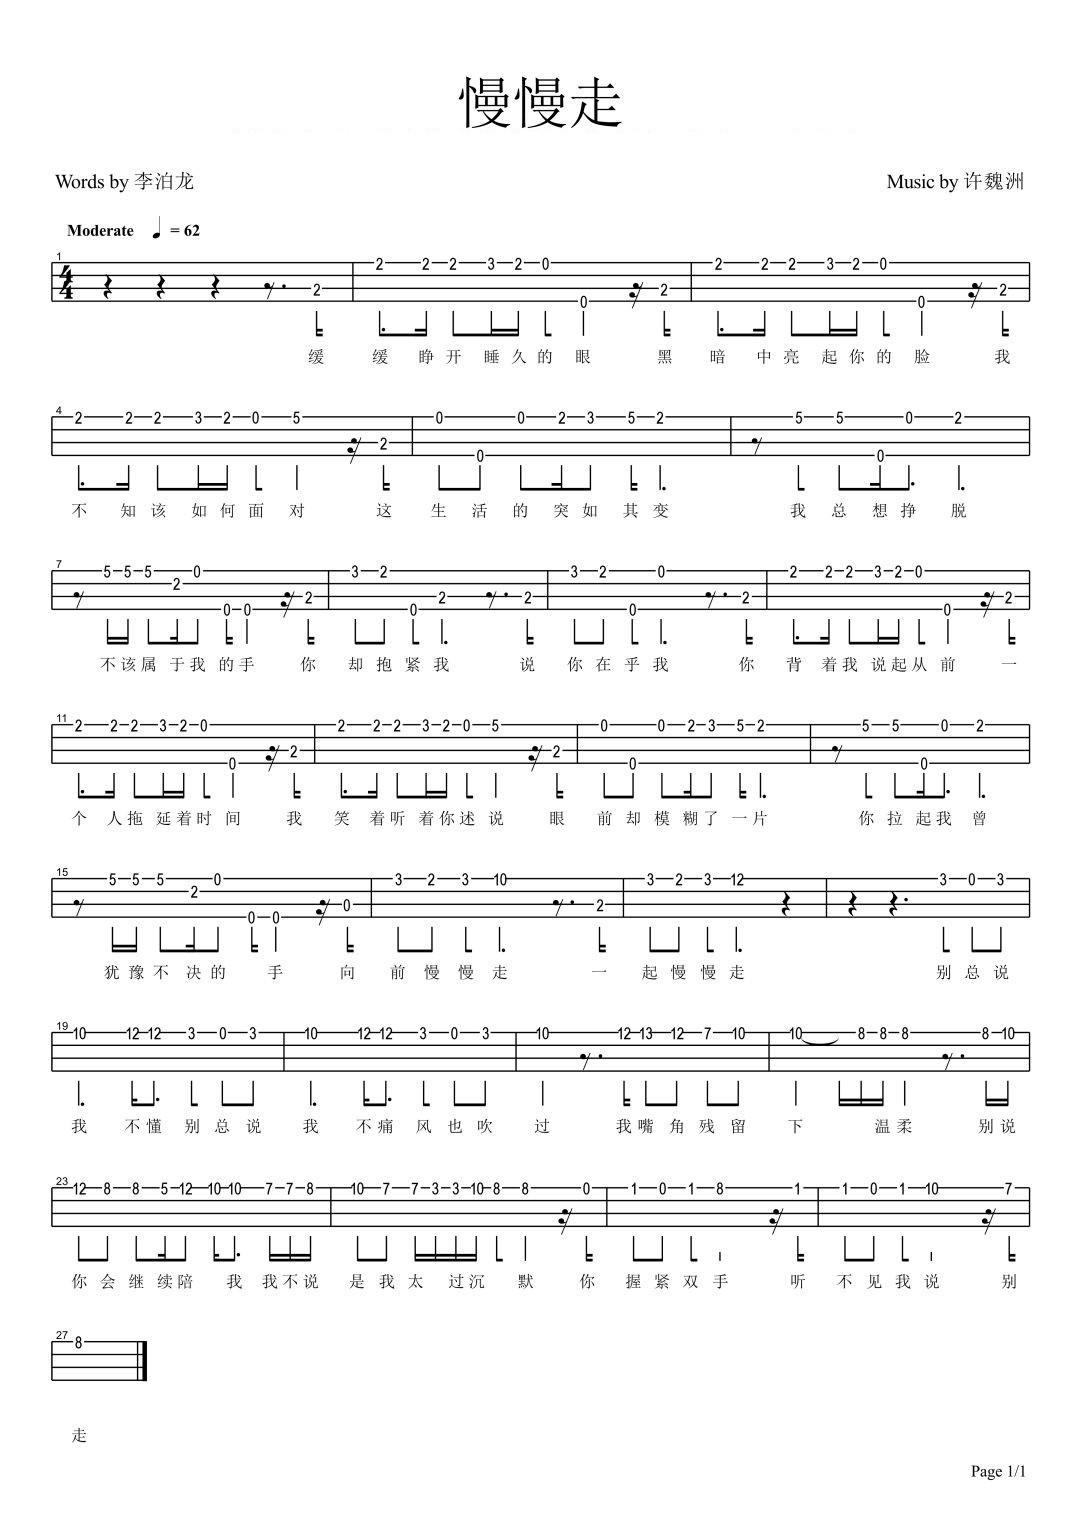 慢慢走
Words by 李泊龙
Music by 许魏洲
Moderate = 62
1
4
4
2 2 2 2 3 2 0 0 2 2 2 2 3 2 0 0 2
缓 缓 睁 开 睡 久 的 眼 黑 暗 中 亮 起 你 的 脸 我
4
2 2 2 3 2 0 5 2 0 0 0 2 3 5 2 5 5 0 0 2
不 知 该 如 何 面 对 这 生 活 的 突 如 其 变 我 总 想 挣 脱
7
5 5 5 2 0 0 0 2 3 2 0 2 2 3 2 0 0 2 2 2 2 3 2 0 0 2
不 该 属 于 我 的 手 你 却 抱 紧 我 说 你 在 乎 我 你 背 着 我 说 起 从 前 一
11
2 2 2 3 2 0 0 2 2 2 2 3 2 0 5 2 0 0 0 2 3 5 2 5 5 0 0 2
个 人 拖 延 着 时 间 我 笑 着 听 着 你 述 说 眼 前 却 模 糊 了 一 片 你 拉 起 我 曾
15
5 5 5 2 0 0 0 0 3 2 3 10 2 3 2 3 12 3 0 3
犹 豫 不 决 的 手 向 前 慢 慢 走 一 起 慢 慢 走 别 总 说
19
10 12 12 3 0 3 10 12 12 3 0 3 10 12 13 12 7 10 10 8 8 8 8 10
我 不 懂 别 总 说 我 不 痛 风 也 吹 过 我 嘴 角 残 留 下 温 柔 别 说
23
12 8 8 5 12 10 10 7 7 8 10 7 7 3 3 10 8 8 0 1 0 1 8 1 1 0 1 10 7
你 会 继 续 陪 我 我 不 说 是 我 太 过 沉 默 你 握 紧 双 手 听 不 见 我 说 别
27
8
走
Page 1/1